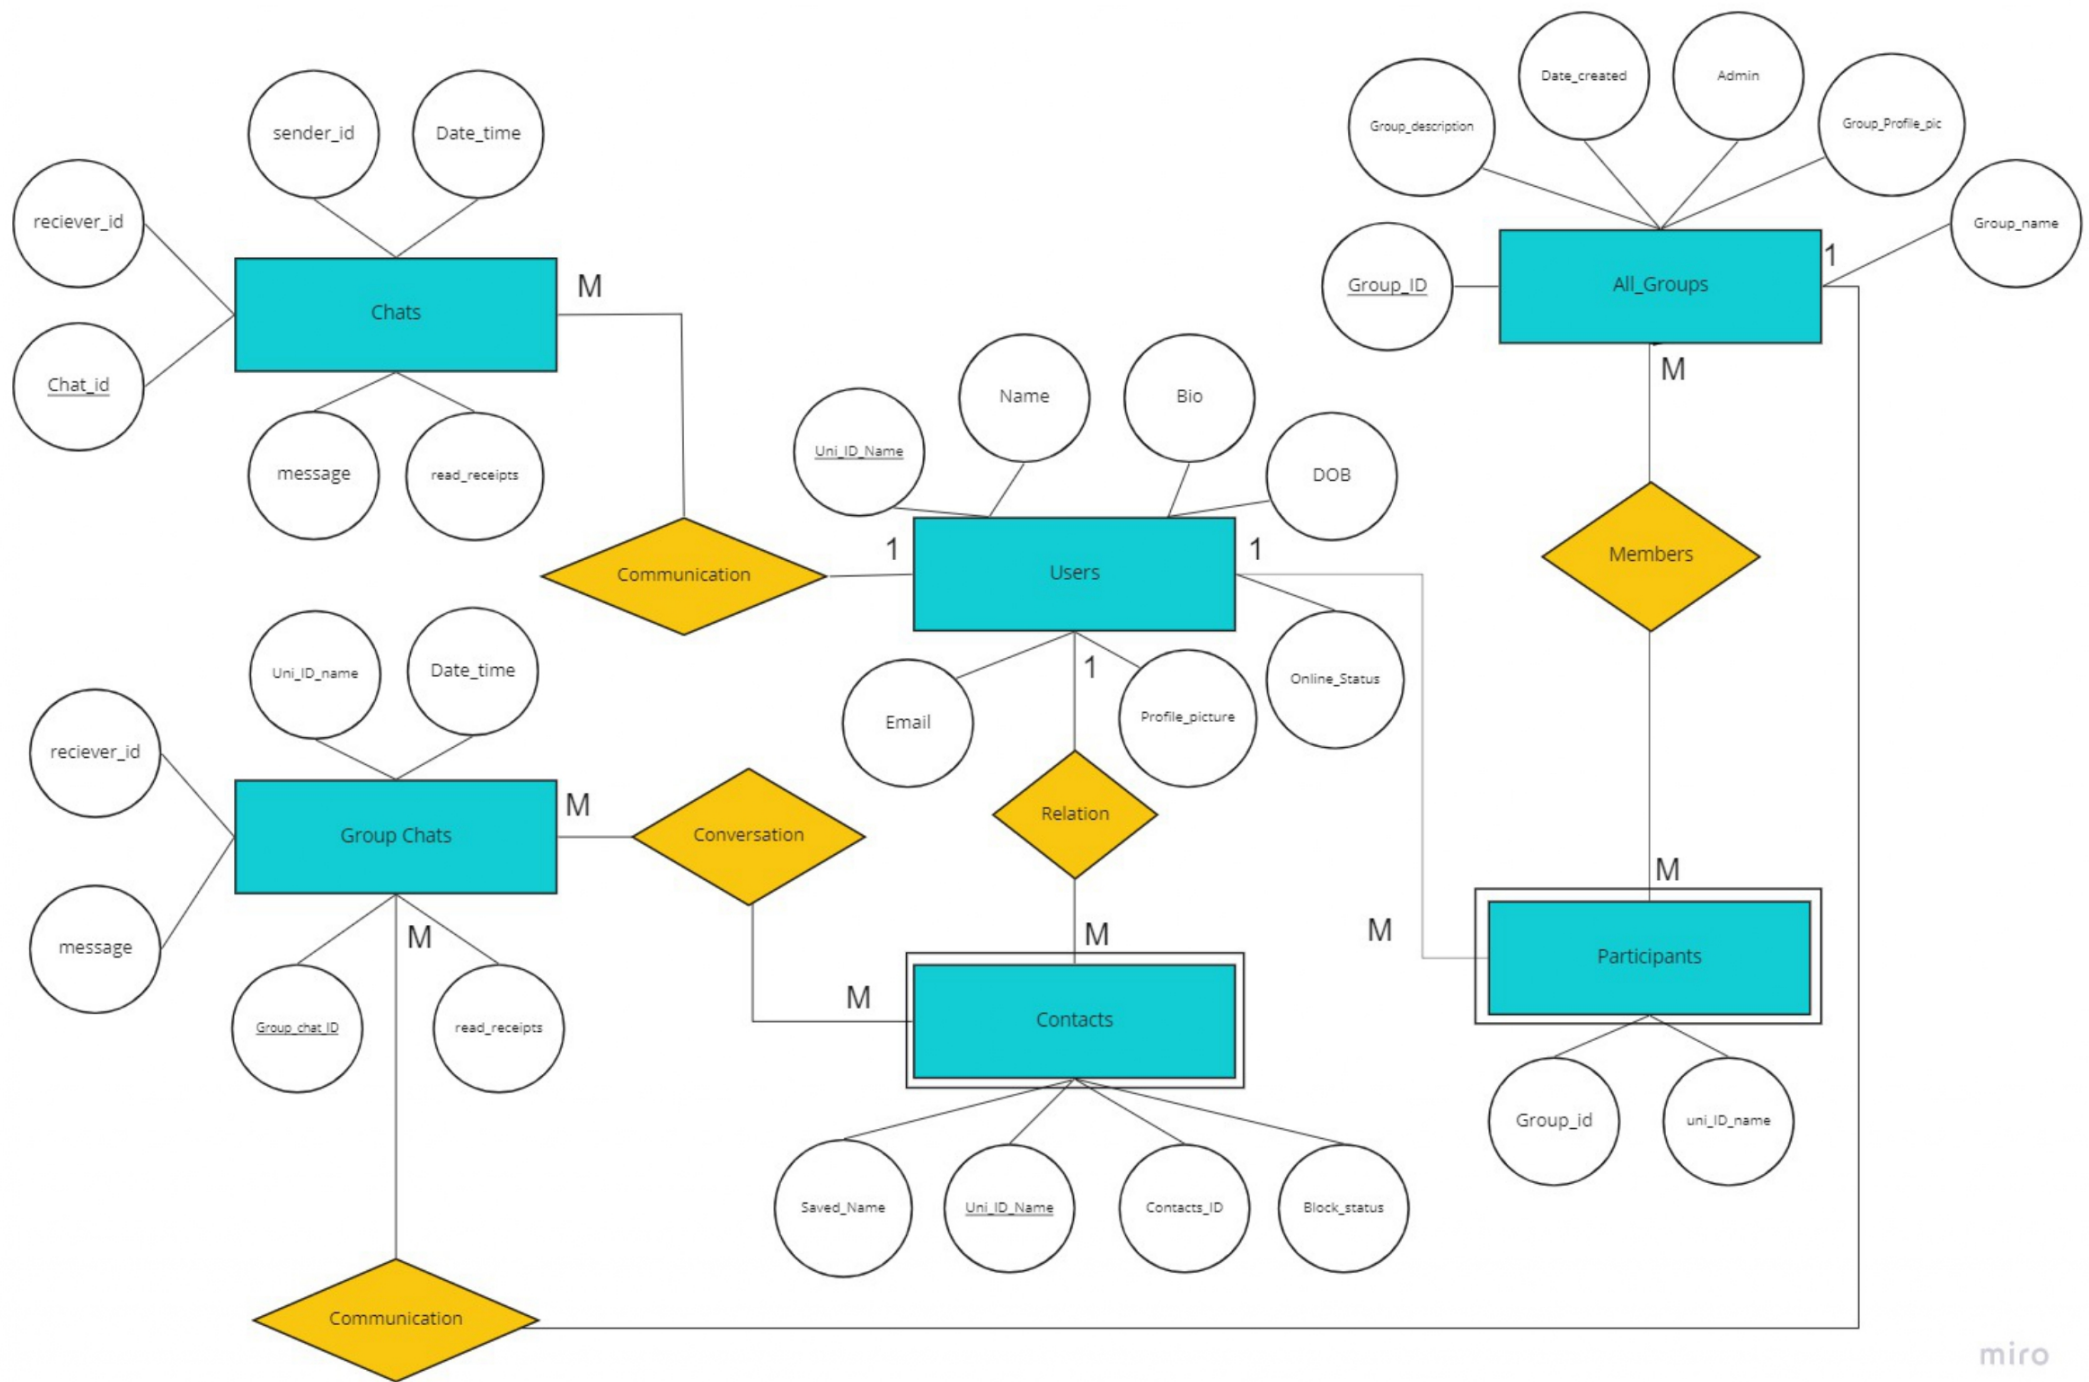 Date_created
Admin
Group_description
Group_Profile_pic
sender_id
Date_time
reciever_id
Group_name
Group_ID
All_Groups
1
M
Chats
M
Chat_id
message
read_receipts
Uni_ID_Name
Name
Bio
DOB
Communication
1
Users
1
Members
Uni_ID_name
Date_time
reciever_id
Email
1
Profile_picture
Online_Status
Group Chats
M
Conversation
Relation
M
message
M
Group_chat_ID
read_receipts
M
M
Contacts
M
Participants
Group_id
uni_ID_name
Saved_Name
Uni_ID_Name
Contacts_ID
Block_status
Communication
miro